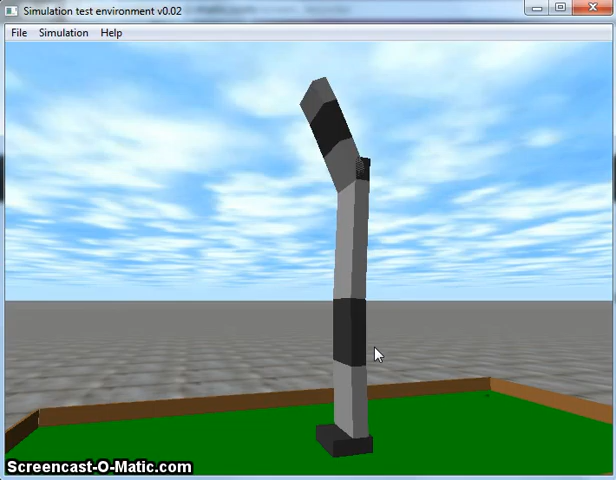 Simulation test environment v0.02
File Simulation Help
Screencast-O-Matic.com